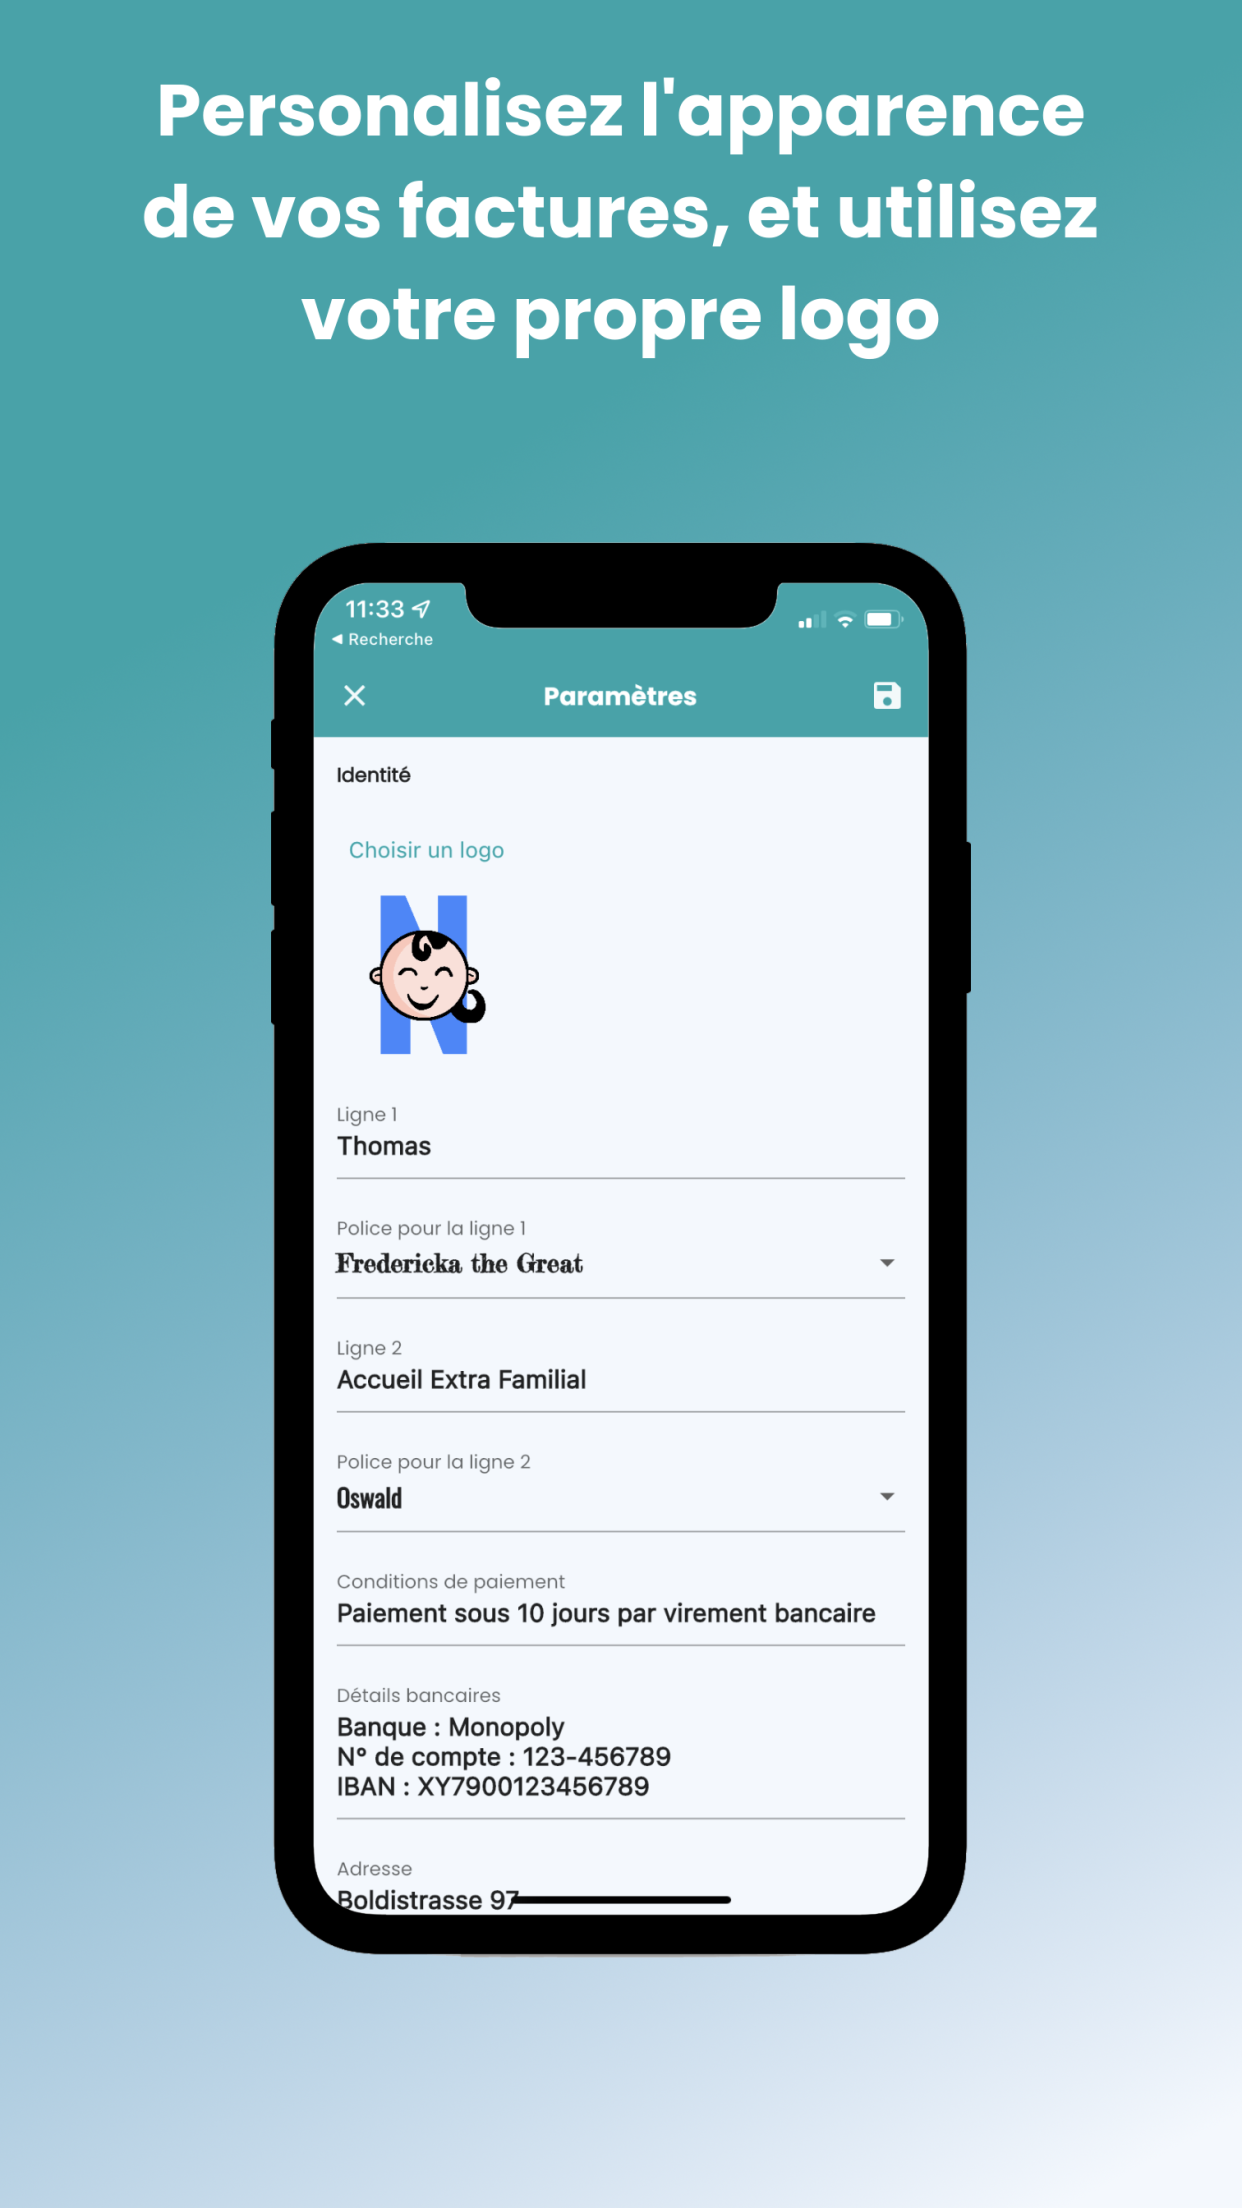 Personalisez l'apparence
de vos factures, et utilisez
votre propre logo
11:33
◀ Recherche
Paramètres
Identité
Choisir un logo
N
Ligne 1
Thomas
Police pour la ligne 1
Fredericka the Great
Ligne 2
Accueil Extra Familial
Police pour la ligne 2
Oswald
Conditions de paiement
Paiement sous 10 jours par virement bancaire
Détails bancaires
Banque : Monopoly
N° de compte : 123-456789
IBAN : XY7900123456789
Adresse
Boldistrasse 97